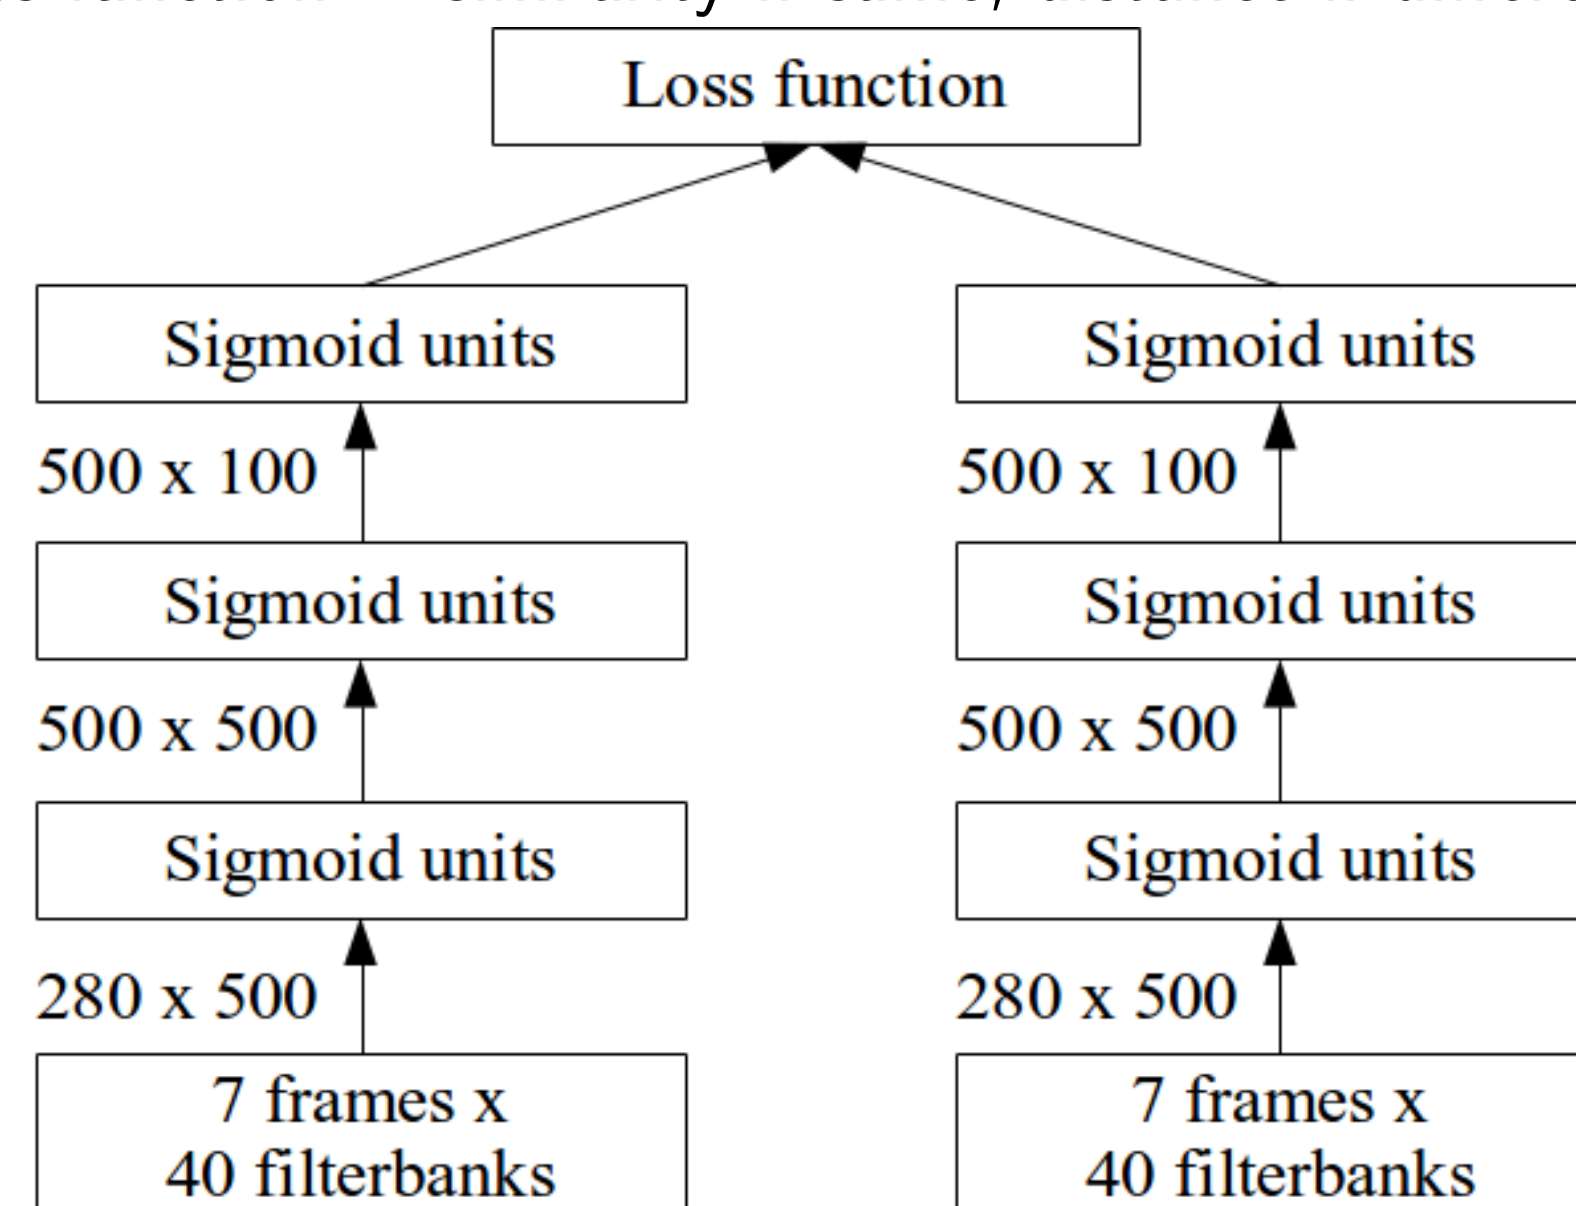 Loss function
Sigmoid units
Sigmoid units
500 x 100
500 x 100
Sigmoid units
Sigmoid units
500 x 500
500 x 500
Sigmoid units
Sigmoid units
280 x 500
280 x 500
7 frames x
40 filterbanks
7 frames x
40 filterbanks